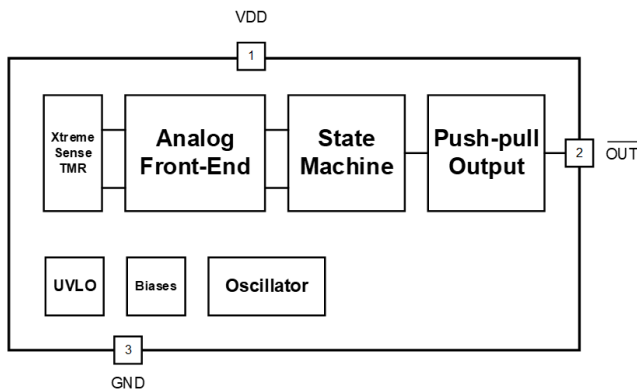 VDD
1
Xtreme
Sense
TMR
Analog
Front-End
State
Machine
Push-pull
Output
2
OUT
UVLO
Biases
Oscillator
3
GND